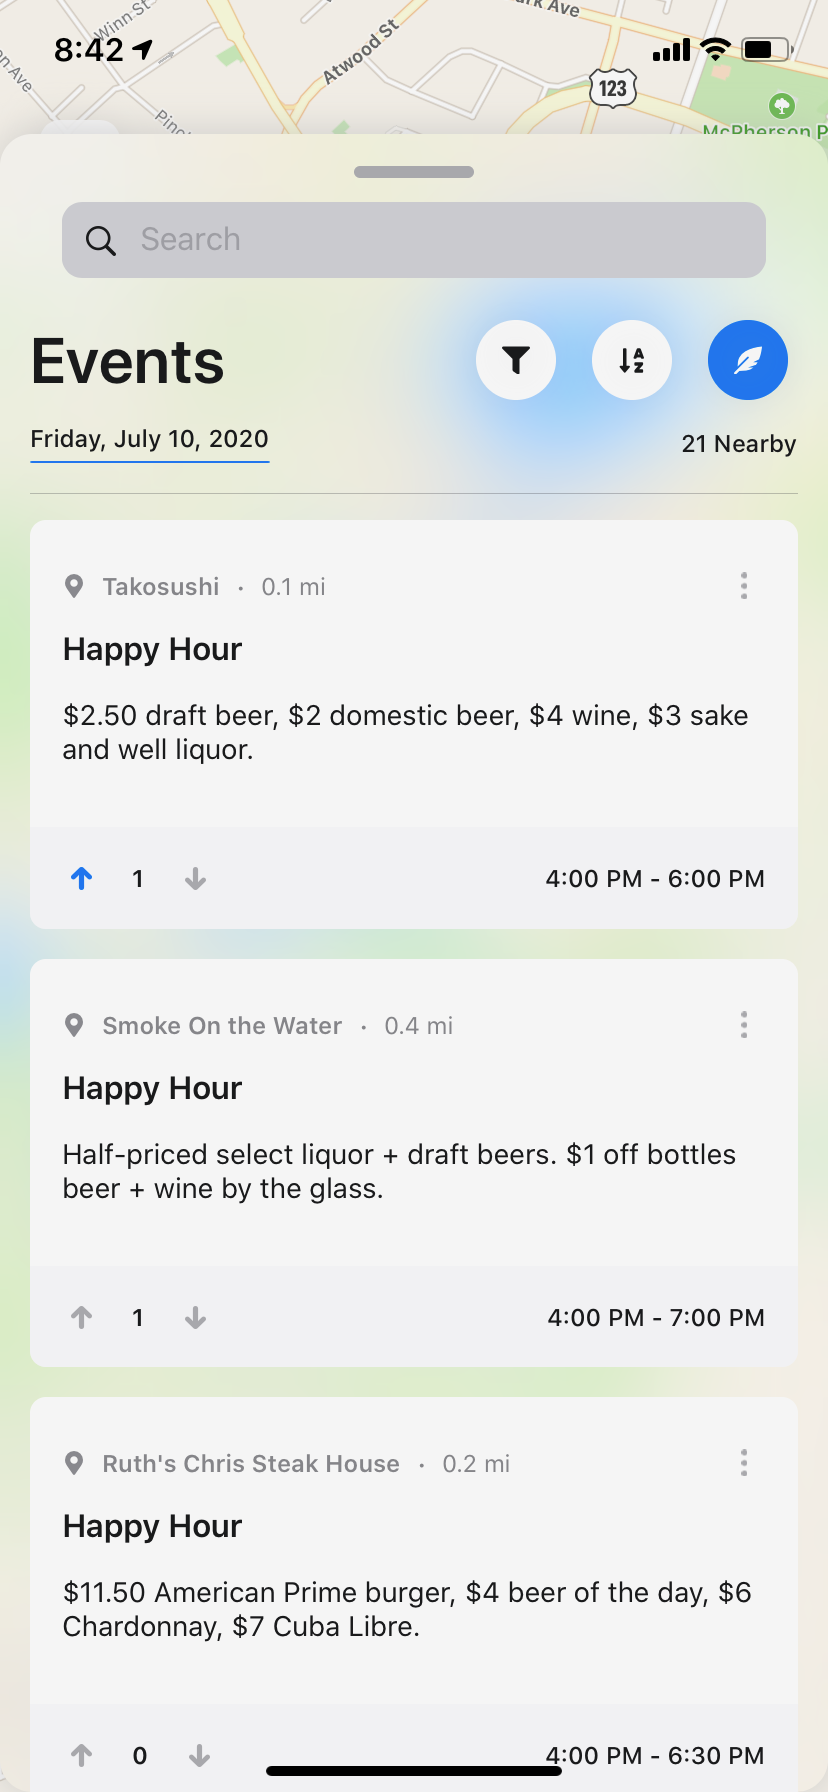 Winn St
Park Ave
8:42
Atwood St
123
McPherson P
Search
Events
Friday, July 10, 2020
21 Nearby
Takosushi · 0.1 mi
Happy Hour
$2.50 draft beer, $2 domestic beer, $4 wine, $3 sake
and well liquor.
1
4:00 PM - 6:00 PM
Smoke On the Water · 0.4 mi
Happy Hour
Half-priced select liquor + draft beers. $1 off bottles
beer + wine by the glass.
1
4:00 PM - 7:00 PM
Ruth's Chris Steak House · 0.2 mi
Happy Hour
$11.50 American Prime burger, $4 beer of the day, $6
Chardonnay, $7 Cuba Libre.
0
4:00 PM - 6:30 PM